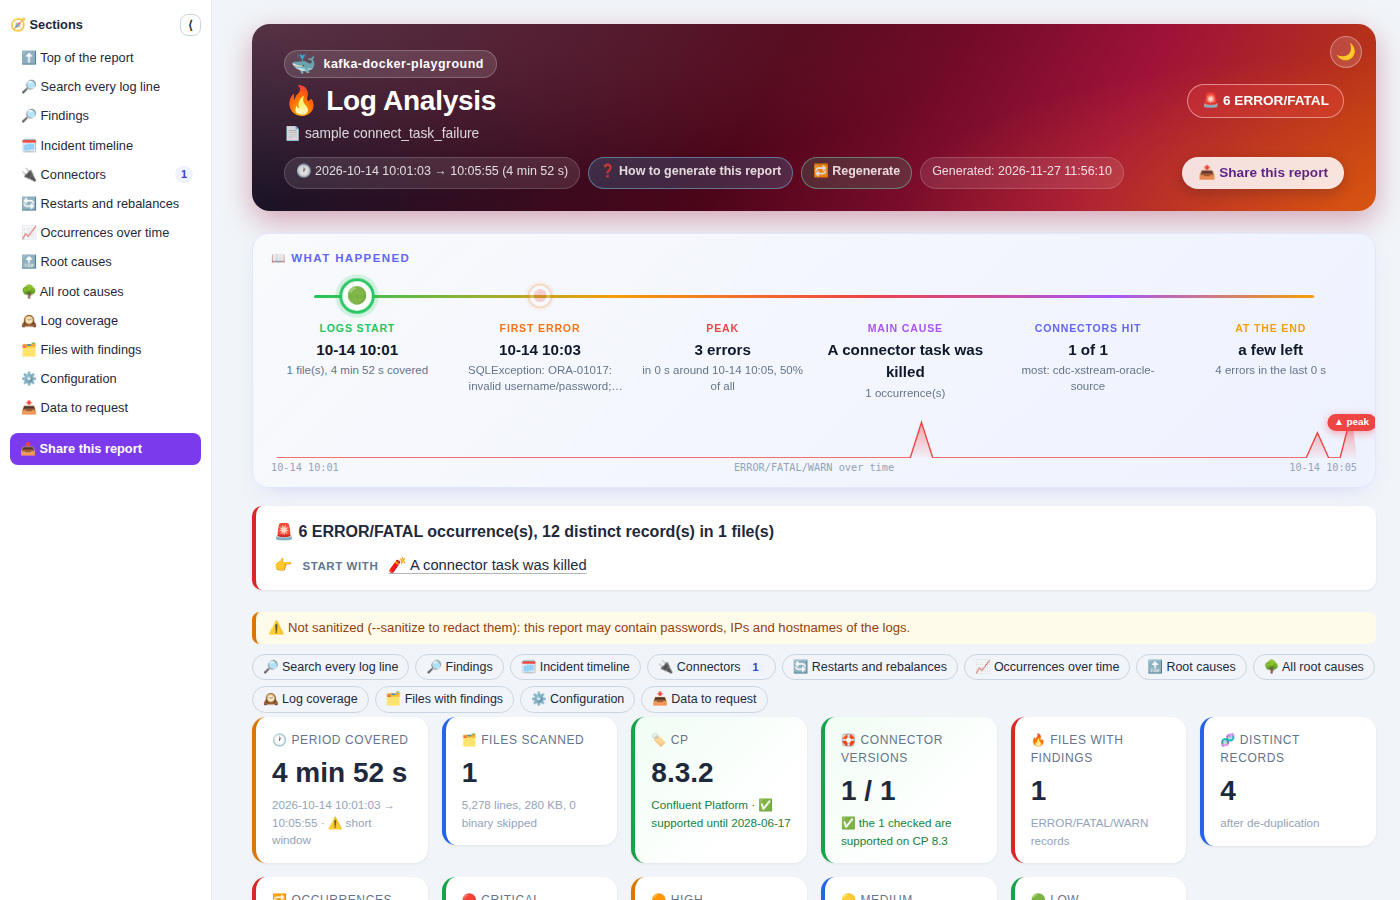 Sections
⟨
Top of the report
Search every log line
Findings
Incident timeline
Connectors 1
Restarts and rebalances
Occurrences over time
Root causes
All root causes
Log coverage
Files with findings
Configuration
Data to request
Share this report
kafka-docker-playground
Log Analysis
sample connect_task_failure
6 ERROR/FATAL
2026-10-14 10:01:03 → 10:05:55 (4 min 52 s)
How to generate this report
Regenerate
Generated: 2026-11-27 11:56:10
Share this report
WHAT HAPPENED
LOGS START
10-14 10:01
1 file(s), 4 min 52 s covered
FIRST ERROR
10-14 10:03
SQLException: ORA-01017:
invalid username/password;...
PEAK
3 errors
in 0 s around 10-14 10:05, 50%
of all
MAIN CAUSE
A connector task was
killed
1 occurrence(s)
CONNECTORS HIT
1 of 1
most: cdc-xstream-oracle-
source
AT THE END
a few left
4 errors in the last 0 s
▲ peak
10-14 10:01
ERROR/FATAL/WARN over time
10-14 10:05
6 ERROR/FATAL occurrence(s), 12 distinct record(s) in 1 file(s)
START WITH A connector task was killed
Not sanitized (--sanitize to redact them): this report may contain passwords, IPs and hostnames of the logs.
Search every log line
Findings
Incident timeline
Connectors 1
Restarts and rebalances
Occurrences over time
Root causes
All root causes
Log coverage
Files with findings
Configuration
Data to request
PERIOD COVERED
4 min 52 s
2026-10-14 10:01:03 →
10:05:55 · ⚠️ short
window
FILES SCANNED
1
5,278 lines, 280 KB, 0
binary skipped
CP
8.3.2
Confluent Platform · ✅
supported until 2028-06-17
CONNECTOR
VERSIONS
1 / 1
✅ the 1 checked are
supported on CP 8.3
FILES WITH
FINDINGS
1
ERROR/FATAL/WARN
records
DISTINCT
RECORDS
4
after de-duplication
OCCURRENCES
CRITICAL
HIGH
MEDIUM
LOW